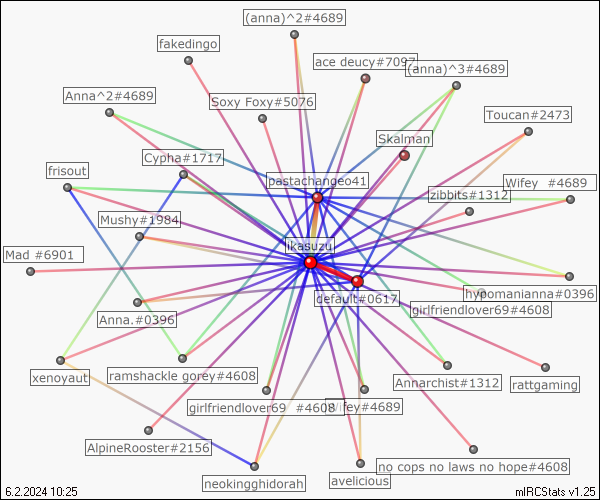 (anna)^2#4689
fakedingo
ace deucy#7097
(anna)^3#4689
Anna^2#4689
Soxy Foxy#5076
Toucan#2473
Skalman
Cypha#1717
frisout
pastachangeo41
Wifey  #4689
zibbits#1312
Mushy#1984
ikasuzu
Mad #6901
hypomanianna#0396
default#0617
girlfriendlover69#4608
Anna.#0396
xenoyaut
ramshackle gorey#4608
Annarchist#1312
rattgaming
girlfriendlover69  #4608
Wifey#4689
AlpineRooster#2156
no cops no laws no hope#4608
neokingghidorah
avelicious
6.2.2024 10:25
mIRCStats v1.25